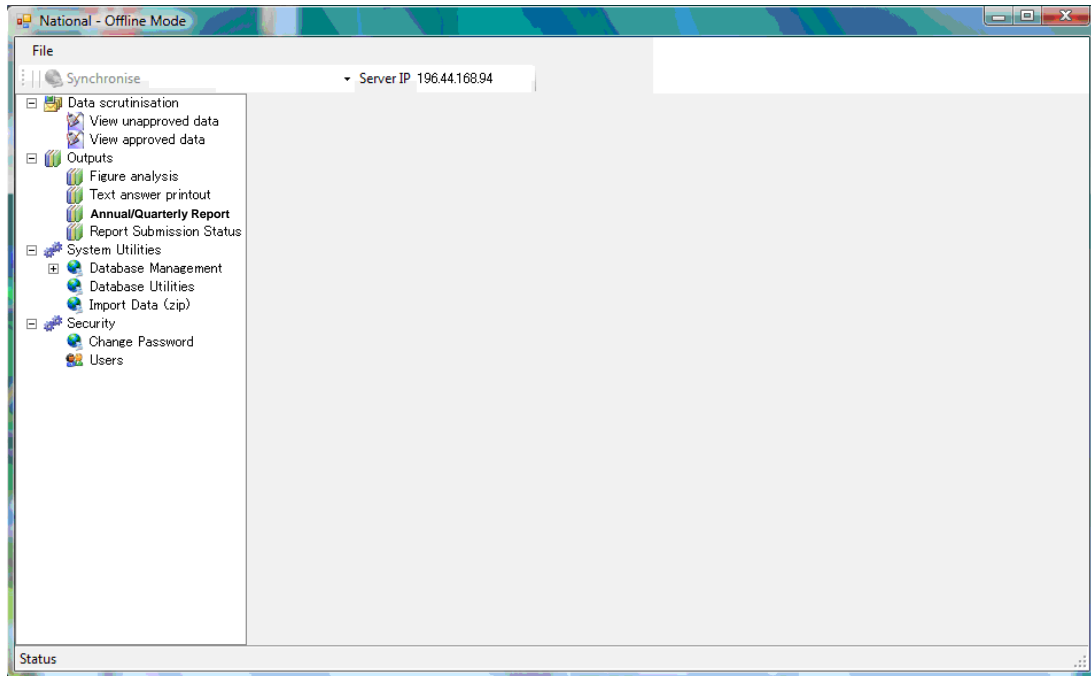 National - Offline Mode
File
Synchronise Server IP 196.44.168.94
Data scrutinisation
View unapproved data
View approved data
Outputs
Figure analysis
Text answer printout
Annual/Quarterly Report
Report Submission Status
System Utilities
Database Management
Database Utilities
Import Data (zip)
Security
Change Password
Users
Status